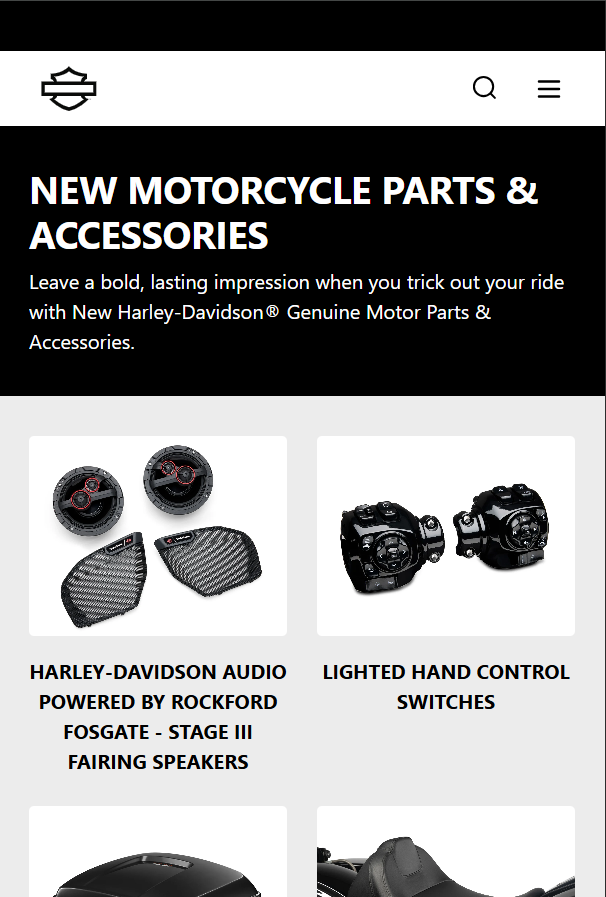 NEW MOTORCYCLE PARTS &
ACCESSORIES
Leave a bold, lasting impression when you trick out your ride
with New Harley-Davidson® Genuine Motor Parts &
Accessories.
HARLEY-DAVIDSON AUDIO
POWERED BY ROCKFORD
FOSGATE - STAGE III
FAIRING SPEAKERS
LIGHTED HAND CONTROL
SWITCHES